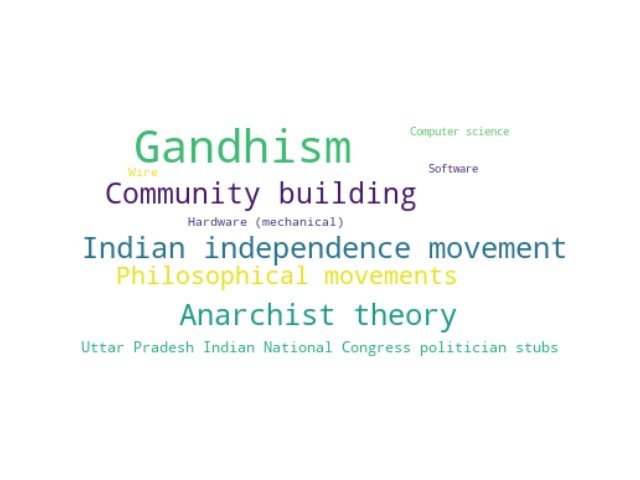 Computer science
Gandhism
Software
Wire
Community building
Hardware (mechanical)
Indian independence movement
Philosophical movements
Anarchist theory
Uttar Pradesh Indian National Congress politician stubs